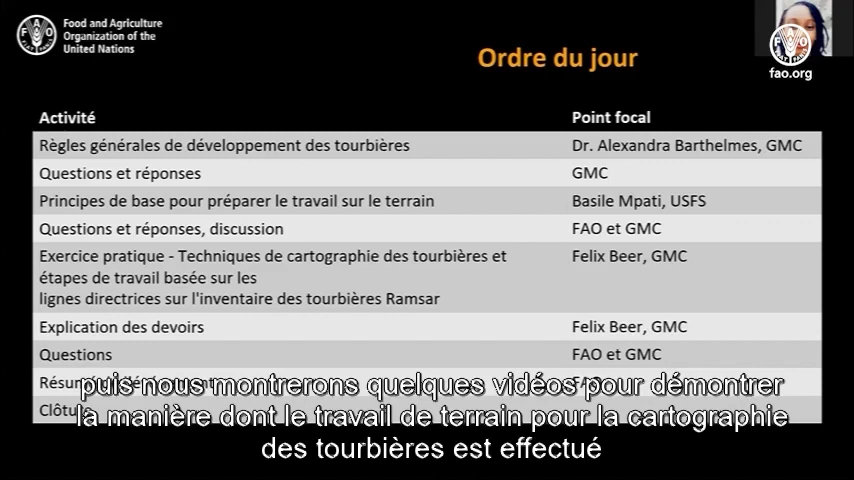 Food and Agriculture
Organization of the
United Nations
Ordre du jour
fao.org
Activité Point focal
Règles générales de développement des tourbières Dr. Alexandra Barthelmes, GMC
Questions et réponses GMC
Principes de base pour préparer le travail sur le terrain Basile Mpati, USFS
Questions et réponses, discussion FAO et GMC
Exercice pratique - Techniques de cartographie des tourbières et Felix Beer, GMC
étapes de travail basée sur les
lignes directrices sur l'inventaire des tourbières Ramsar
Explication des devoirs Felix Beer, GMC
Questions FAO et GMC
puis nous montrerons quelques vidéos pour démontrer
la manière dont le travail de terrain pour la cartographie
des tourbières est effectué